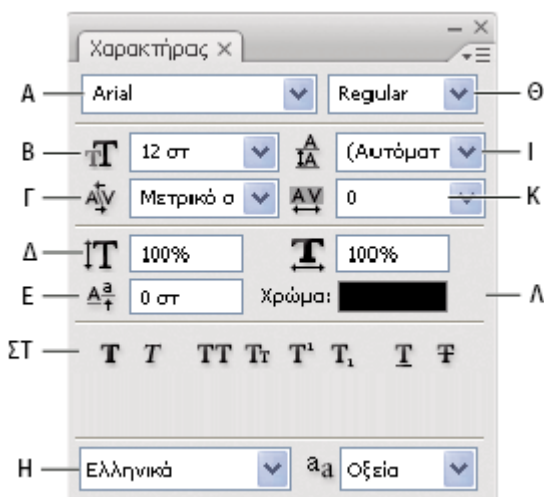 Χαρακτήρας
Α Arial Regular Θ
Β 12 στ (Αυτόματ Ι
Γ Μετρικό σ 0 Κ
Δ 100% 100%
Ε 0 στ Χρώμα: Λ
ΣΤ T T TT Tт T¹ T₁ T T
Η Ελληνικά aa Οξεία